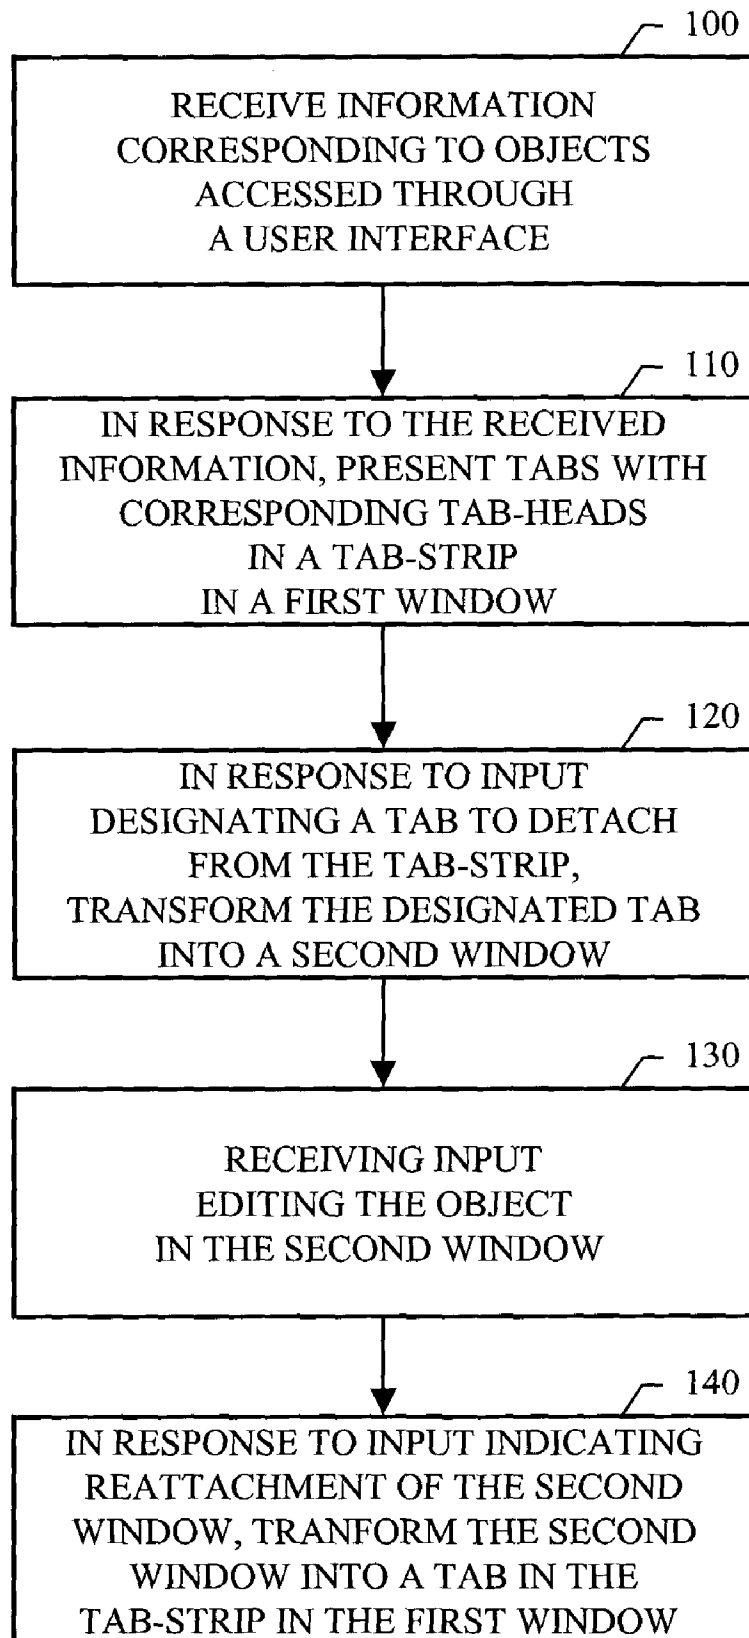 100
RECEIVE INFORMATION
CORRESPONDING TO OBJECTS
ACCESSED THROUGH
A USER INTERFACE
110
IN RESPONSE TO THE RECEIVED
INFORMATION, PRESENT TABS WITH
CORRESPONDING TAB-HEADS
IN A TAB-STRIP
IN A FIRST WINDOW
120
IN RESPONSE TO INPUT
DESIGNATING A TAB TO DETACH
FROM THE TAB-STRIP,
TRANSFORM THE DESIGNATED TAB
INTO A SECOND WINDOW
130
RECEIVING INPUT
EDITING THE OBJECT
IN THE SECOND WINDOW
140
IN RESPONSE TO INPUT INDICATING
REATTACHMENT OF THE SECOND
WINDOW, TRANFORM THE SECOND
WINDOW INTO A TAB IN THE
TAB-STRIP IN THE FIRST WINDOW